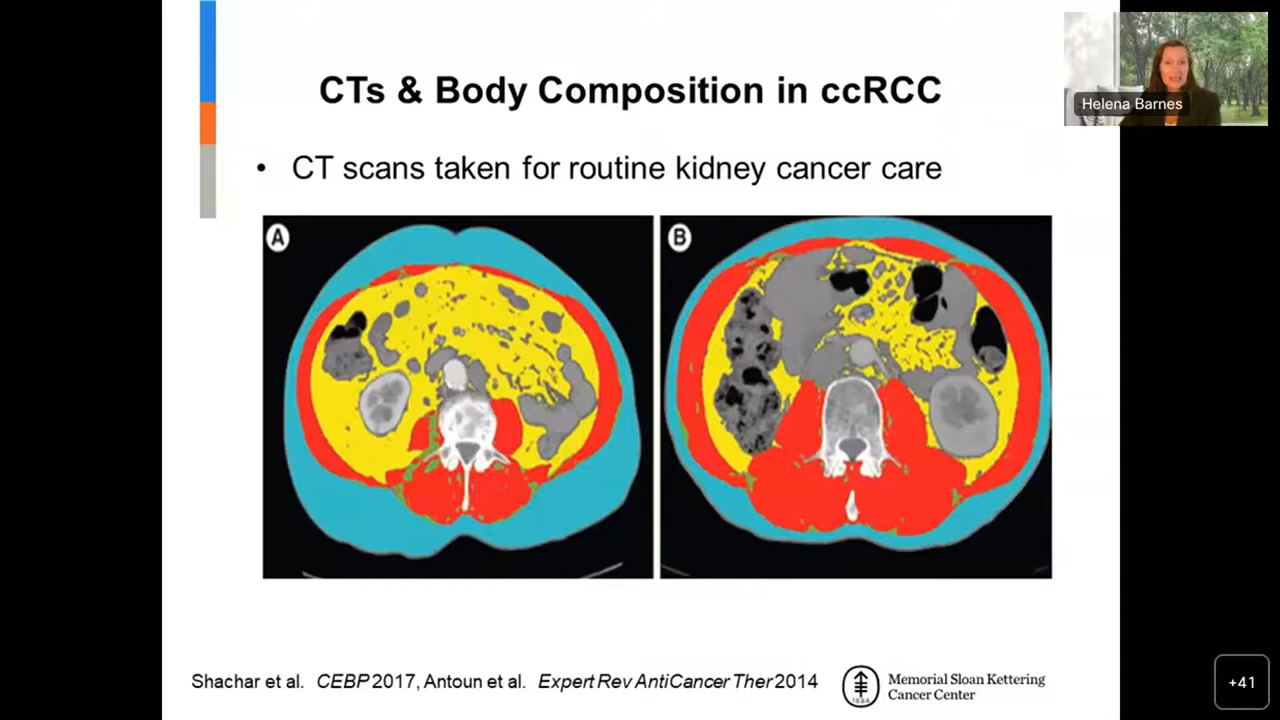 CTs & Body Composition in ccRCC
Helena Barnes
• CT scans taken for routine kidney cancer care
A
B
Shachar et al. CEBP 2017, Antoun et al. Expert Rev AntiCancer Ther 2014
1884
Memorial Sloan Kettering
Cancer Center
+41